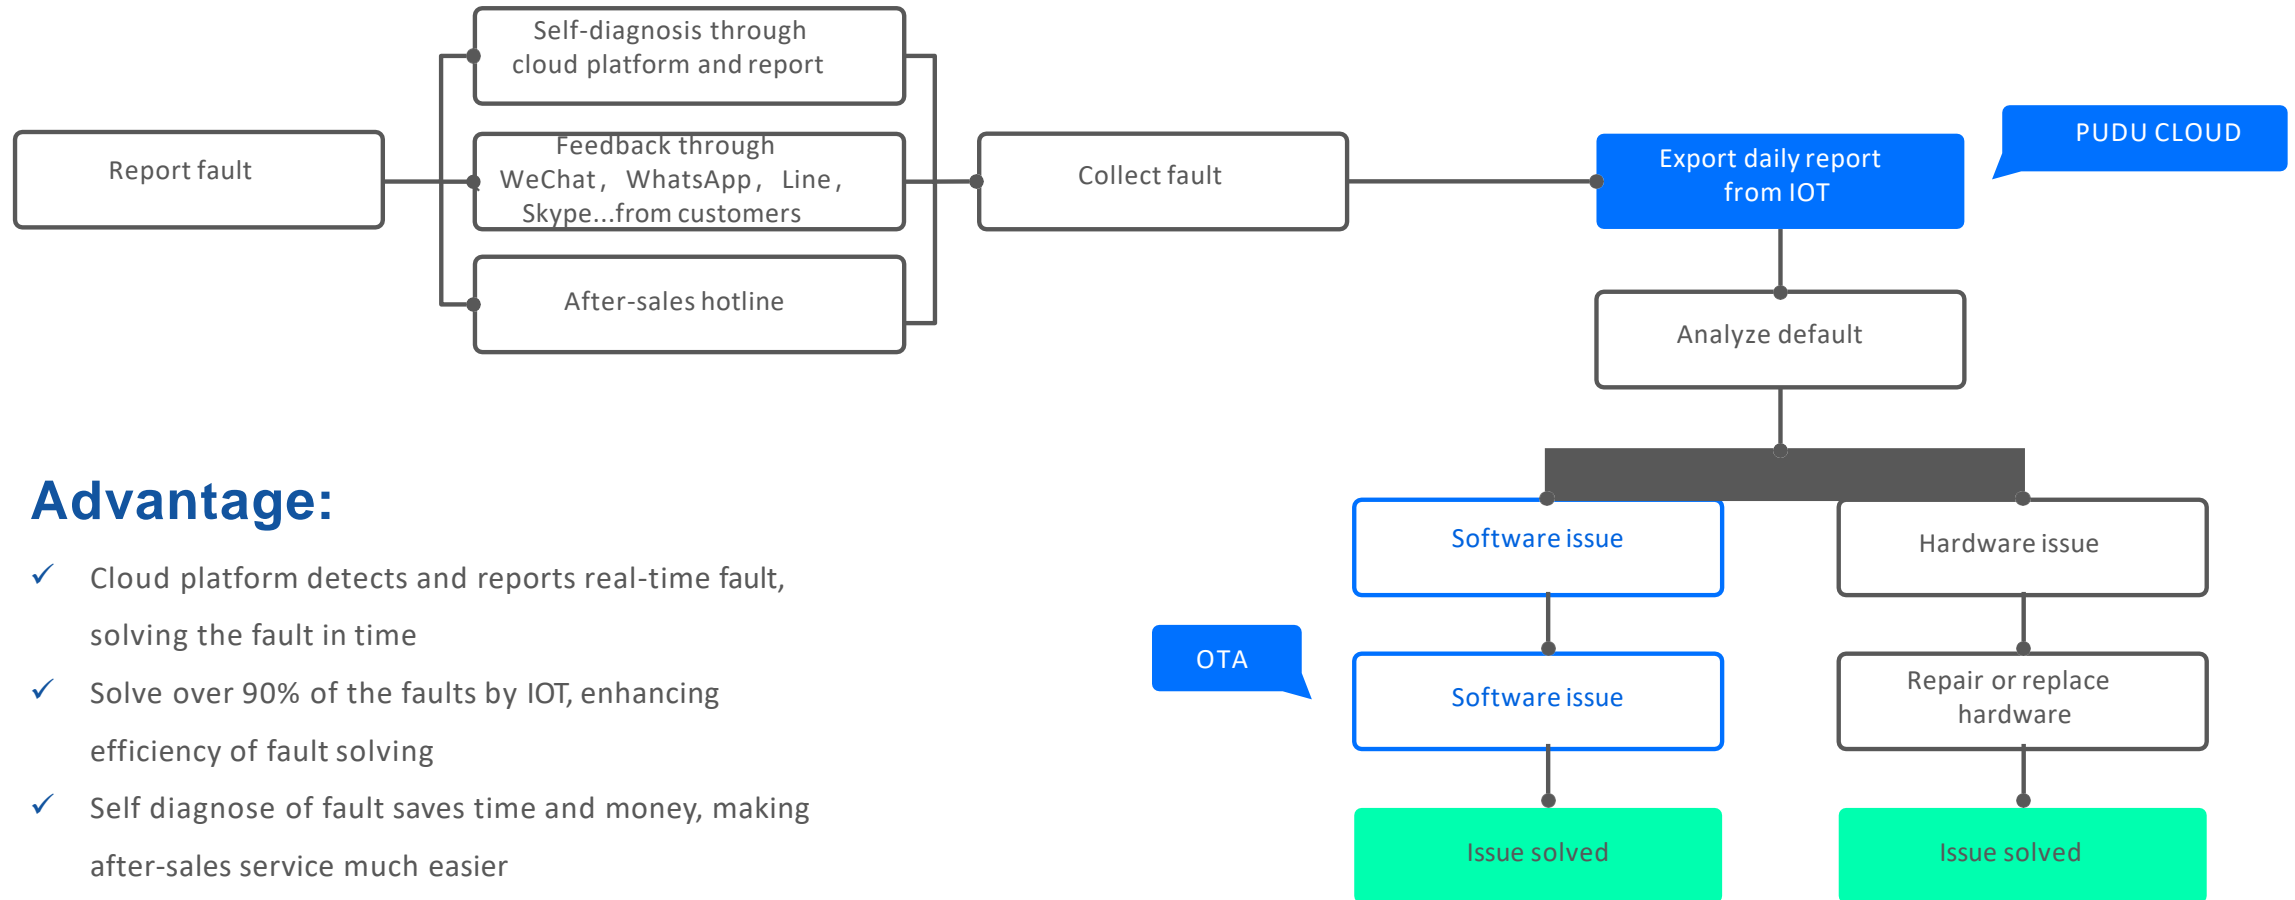 Self-diagnosis through
cloud platform and report
Report fault
Feedback through
WeChat，WhatsApp，Line，
Skype...from customers
After-sales hotline
Collect fault
Export daily report
from IOT
PUDU CLOUD
Analyze default
Software issue
Hardware issue
OTA
Software issue
Repair or replace
hardware
Issue solved
Issue solved
Advantage:
✓ Cloud platform detects and reports real-time fault,
solving the fault in time
✓ Solve over 90% of the faults by IOT, enhancing
efficiency of fault solving
✓ Self diagnose of fault saves time and money, making
after-sales service much easier